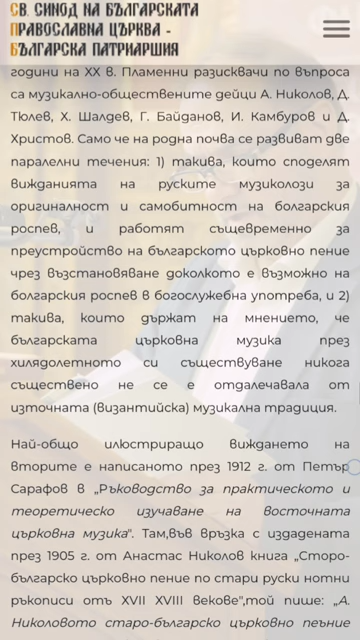 СВ. СИНОД НА БЪЛГАРСКАТА
ПРАВОСЛАВНА ЦЪРКВА -
БЪЛГАРСКА ПАТРИАРШИЯ
години на XX в. Пламенни разисквачи по въпроса
са музикално-обществените дейци А. Николов, Д.
Тюлев, Х. Шалдев, Г. Байданов, И. Камбуров и Д.
Христов. Само че на родна почва се развиват две
паралелни течения: 1) такива, които споделят
вижданията на руските музиколози за
оригиналност и самобитност на болгарския
роспев, и работят същевременно за
преустройство на българското църковно пение
чрез възстановяване доколкото е възможно на
болгарския роспев в богослужебна употреба, и 2)
такива, които държат на мнението, че
българската църковна музика през
хилядолетното си съществуване никога
съществено не се е отдалечавала от
източната (византийска) музикална традиция.
Най-общо илюстриращо виждането на
вторите е написаното през 1912 г. от Петър
Сарафов в „Ръководство за практическото и
теоретическо изучаване на восточната
църковна музика". Там,във връзка с издадената
през 1905 г. от Анастас Николов книга „Старо-
българско църковно пение по стари руски нотни
ръкописи отъ XVII XVIII векове",той пише: „А.
Николовото старо-българско църковно пеение